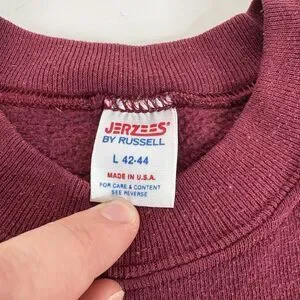 JERZEES®
BY RUSSELL
L 42-44
MADE IN U.S.A.
FOR CARE & CONTENT
SEE REVERSE